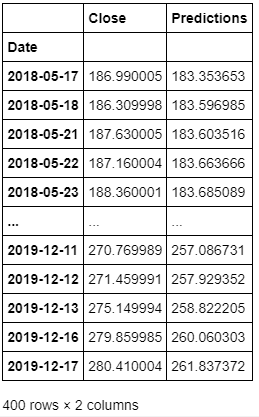 Close Predictions
Date
2018-05-17 186.990005 183.353653
2018-05-18 186.309998 183.596985
2018-05-21 187.630005 183.603516
2018-05-22 187.160004 183.663666
2018-05-23 188.360001 183.685089
... ... ...
2019-12-11 270.769989 257.086731
2019-12-12 271.459991 257.929352
2019-12-13 275.149994 258.822205
2019-12-16 279.859985 260.060303
2019-12-17 280.410004 261.837372
400 rows × 2 columns